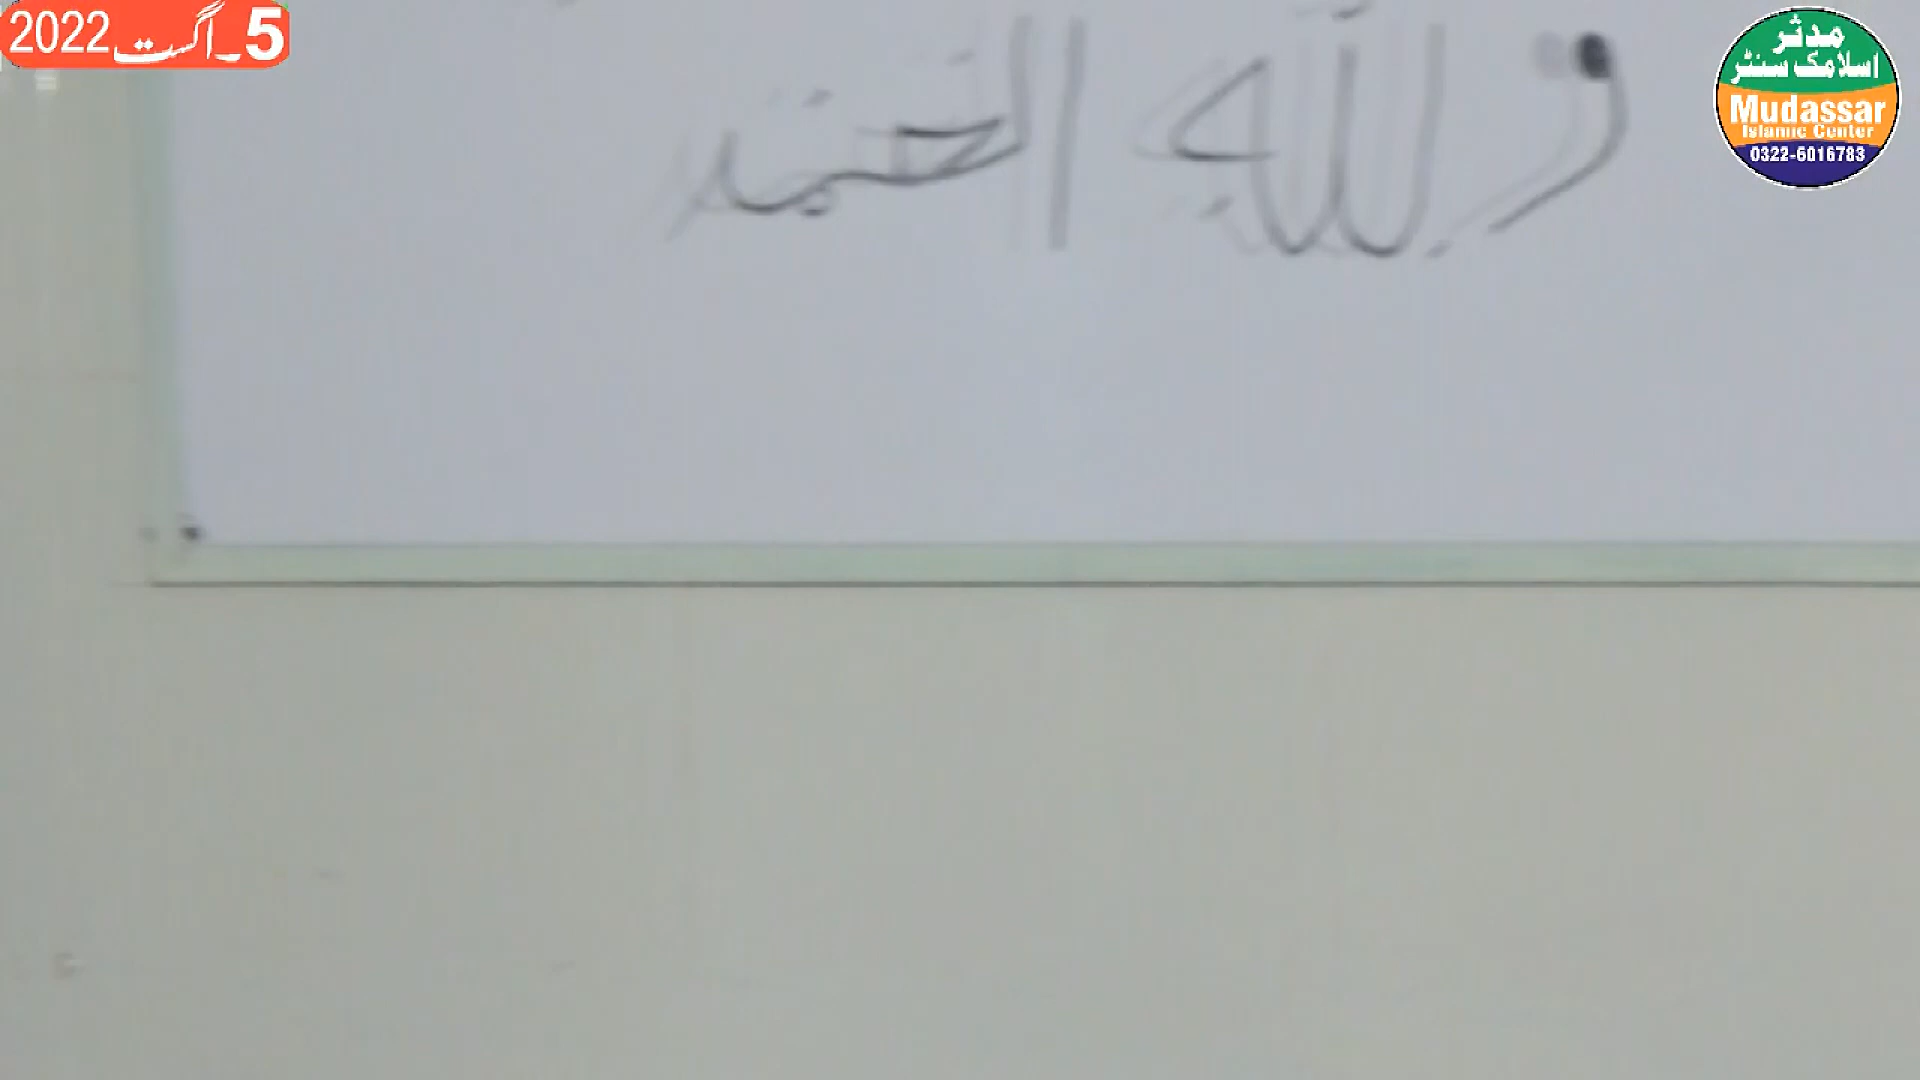 5 ـ اگست 2022
مدثر
اسلامک سنٹر
Mudassar
Islamic Center
0322-6016783
وَلِلّٰهِ الْحَمْد